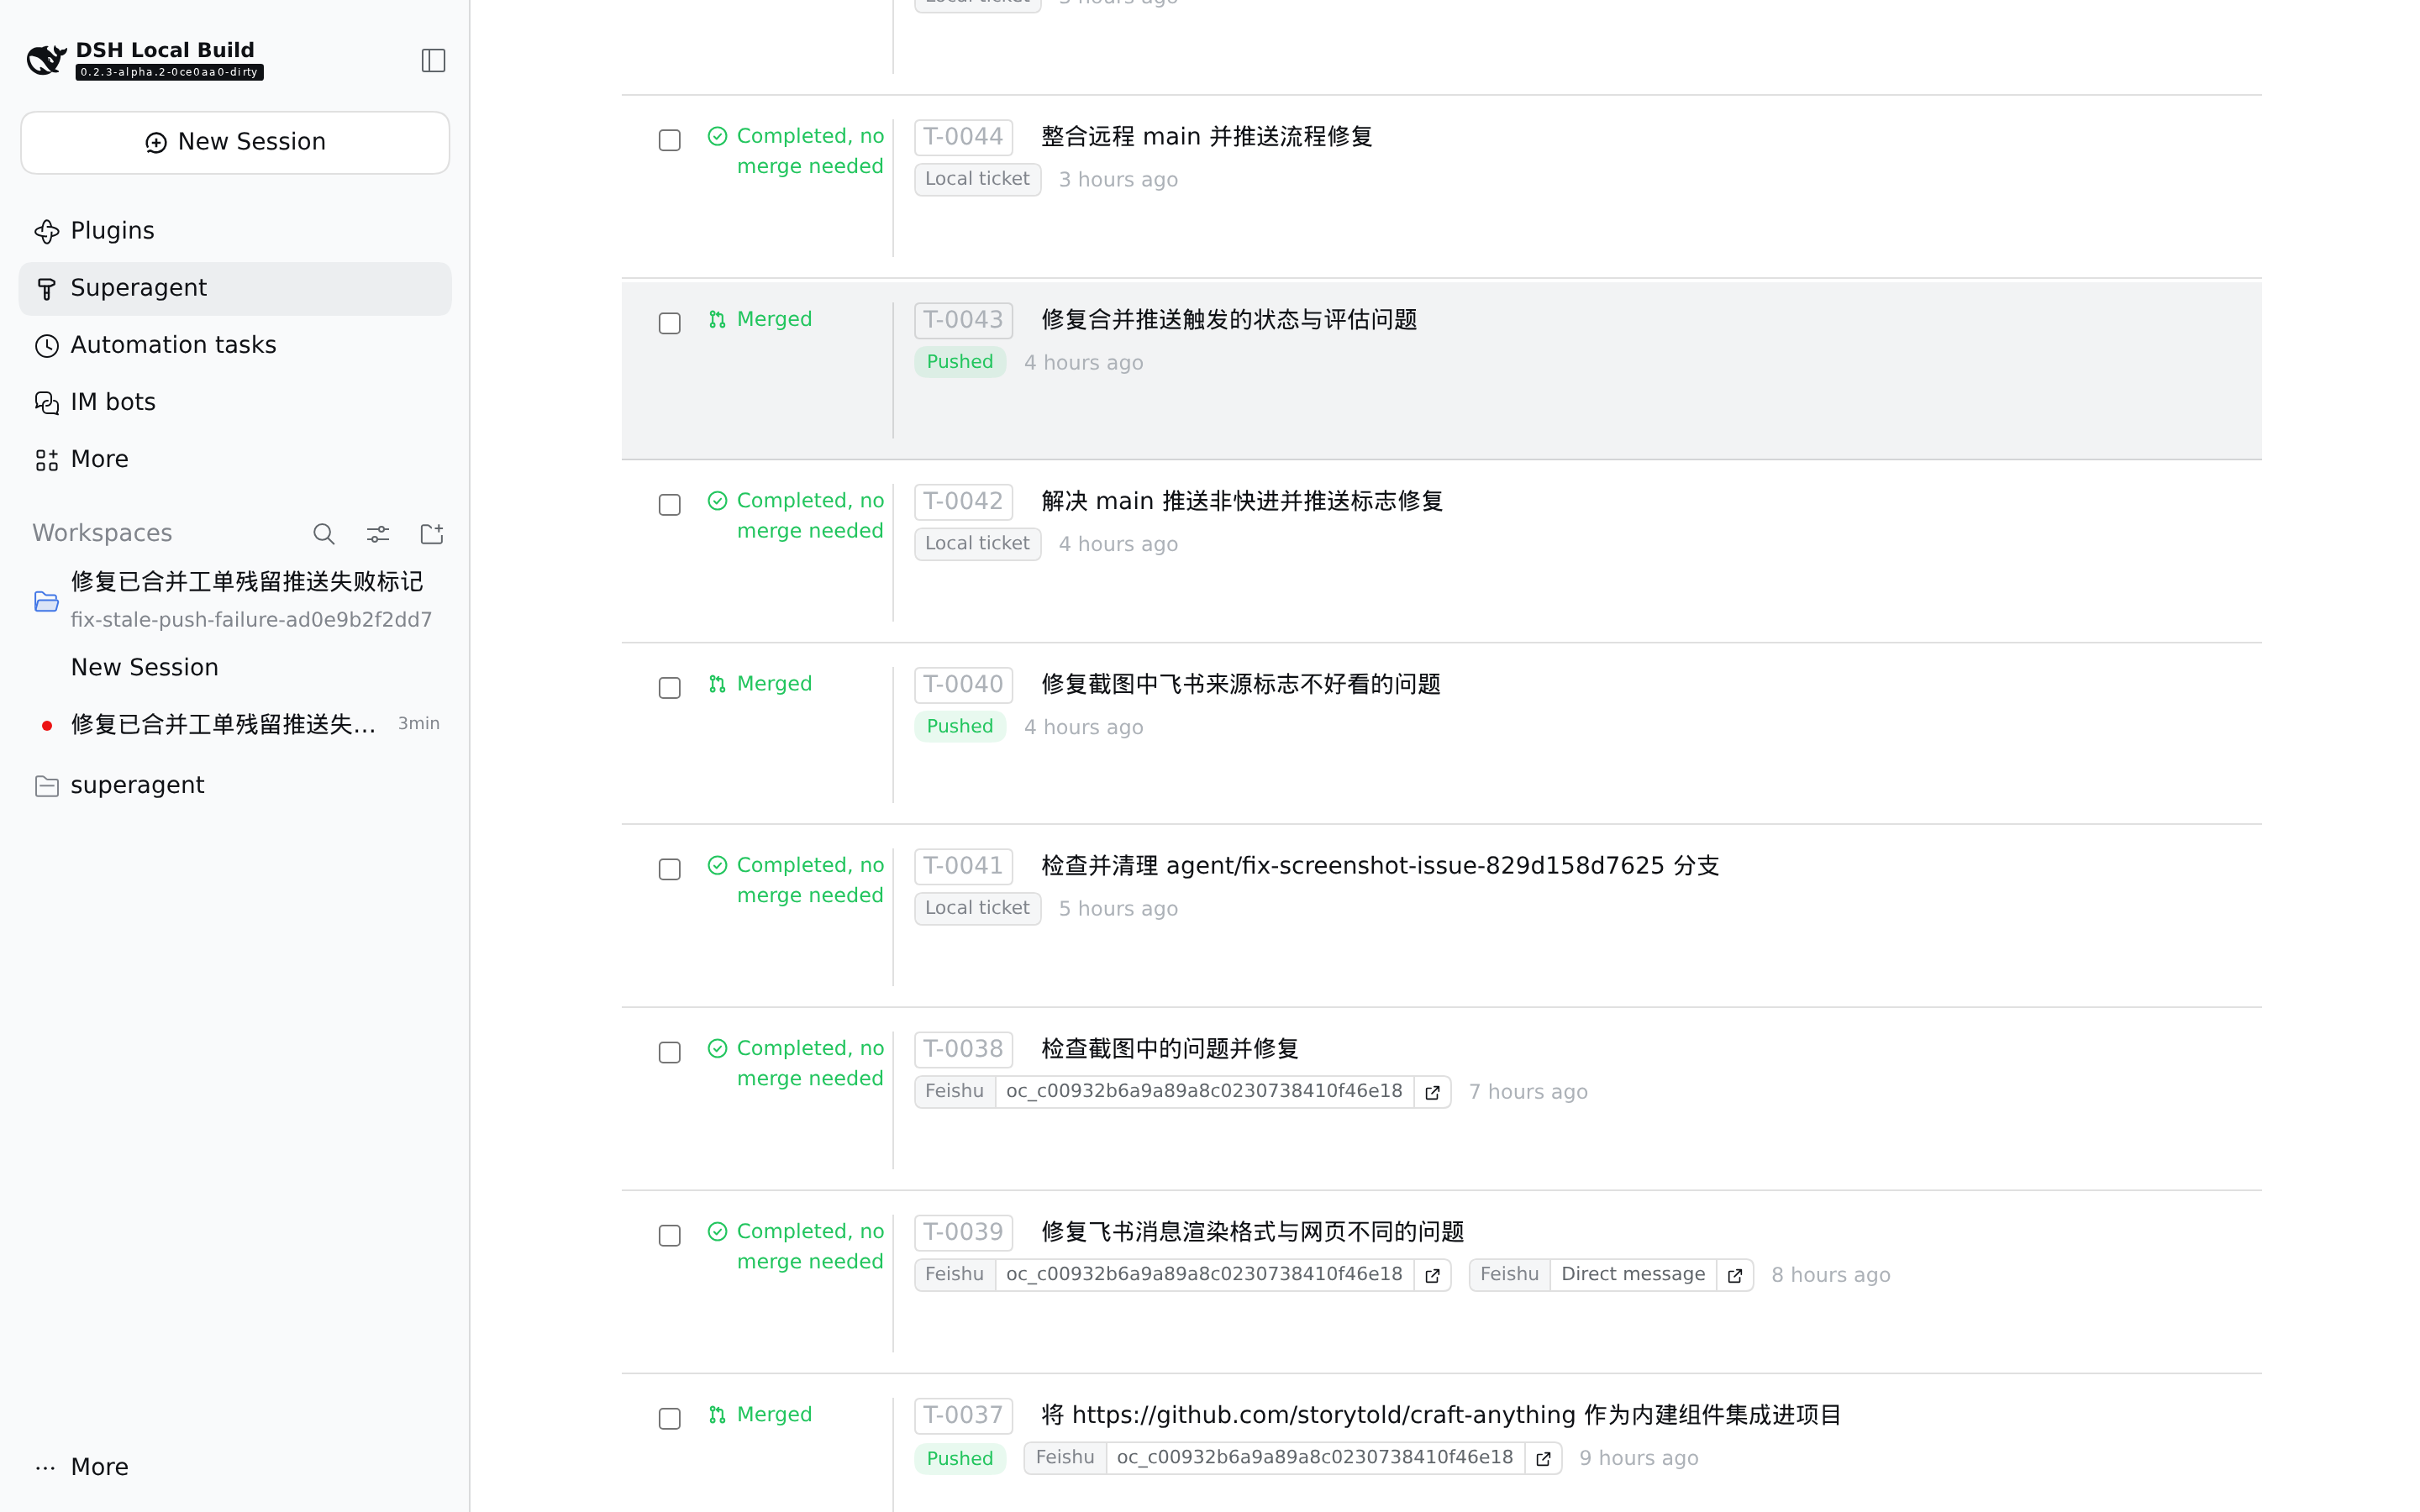 DSH Local Build
0.2.3-alpha.2-0ce0aa0-dirty
New Session
Plugins
Superagent
Automation tasks
IM bots
More
Workspaces
修复已合并工单残留推送失败标记
fix-stale-push-failure-ad0e9b2f2dd7
New Session
修复已合并工单残留推送失... 3min
superagent
More
Completed, no
merge needed
T-0044 整合远程 main 并推送流程修复
Local ticket 3 hours ago
Merged
T-0043 修复合并推送触发的状态与评估问题
Pushed 4 hours ago
Completed, no
merge needed
T-0042 解决 main 推送非快进并推送标志修复
Local ticket 4 hours ago
Merged
T-0040 修复截图中飞书来源标志不好看的问题
Pushed 4 hours ago
Completed, no
merge needed
T-0041 检查并清理 agent/fix-screenshot-issue-829d158d7625 分支
Local ticket 5 hours ago
Completed, no
merge needed
T-0038 检查截图中的问题并修复
Feishu oc_c00932b6a9a89a8c0230738410f46e18 7 hours ago
Completed, no
merge needed
T-0039 修复飞书消息渲染格式与网页不同的问题
Feishu oc_c00932b6a9a89a8c0230738410f46e18 Feishu Direct message 8 hours ago
Merged
T-0037 将 https://github.com/storytold/craft-anything 作为内建组件集成进项目
Pushed Feishu oc_c00932b6a9a89a8c0230738410f46e18 9 hours ago